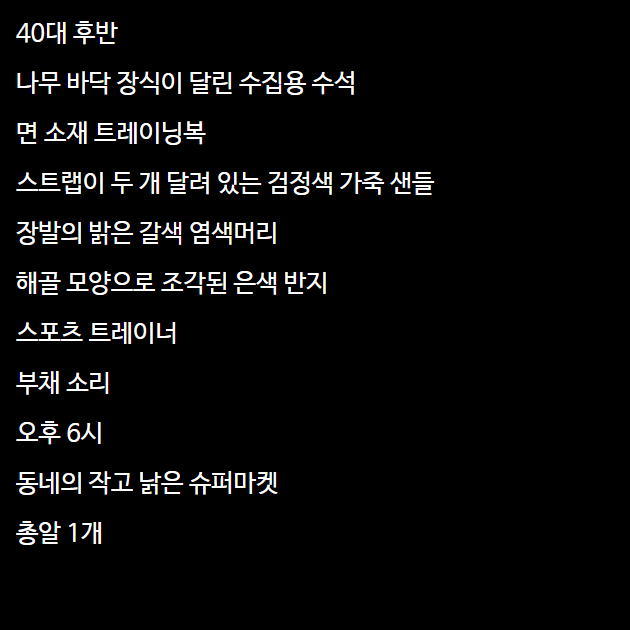 40대 후반
나무 바닥 장식이 달린 수집용 수석
면 소재 트레이닝복
스트랩이 두 개 달려 있는 검정색 가죽 샌들
장발의 밝은 갈색 염색머리
해골 모양으로 조각된 은색 반지
스포츠 트레이너
부채 소리
오후 6시
동네의 작고 낡은 슈퍼마켓
총알 1개